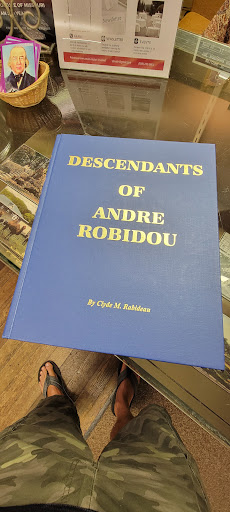 DESCENDANTS
OF
ANDRE
ROBIDOU
By Clyde M. Rabideau